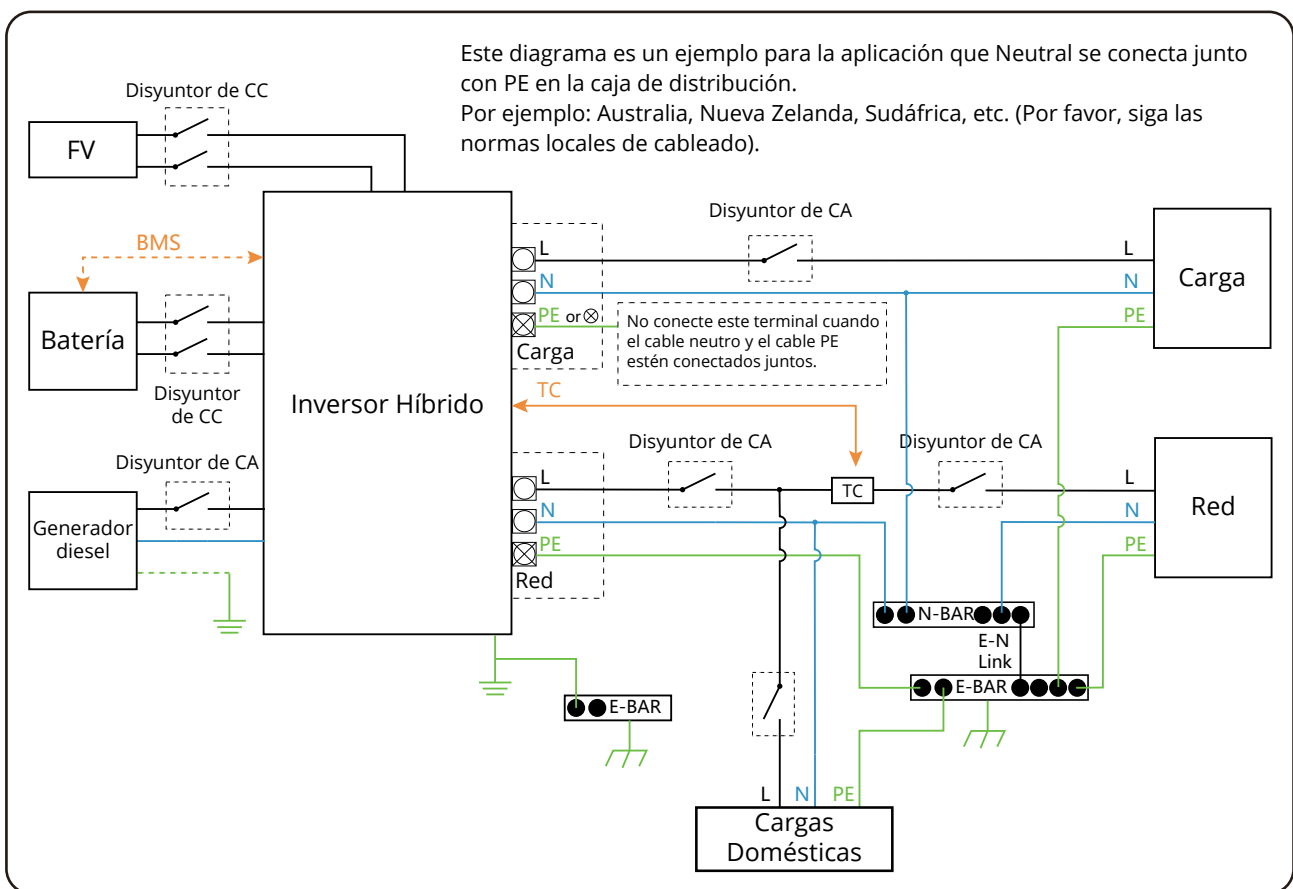 Este diagrama es un ejemplo para la aplicación que Neutral se conecta junto
con PE en la caja de distribución.
Por ejemplo: Australia, Nueva Zelanda, Sudáfrica, etc. (Por favor, siga las
normas locales de cableado).
Disyuntor de CC
FV
BMS
Batería
Disyuntor
de CC
Disyuntor de CA
Generador
diesel
Inversor Híbrido
L
N
PE or ⊗
Carga
No conecte este terminal cuando
el cable neutro y el cable PE
estén conectados juntos.
Disyuntor de CA
L
N
PE
Carga
TC
Disyuntor de CA
Disyuntor de CA
L
N
PE
Red
TC
L
N
PE
Red
N-BAR
E-N
Link
E-BAR
E-BAR
L
N
PE
Cargas
Domésticas